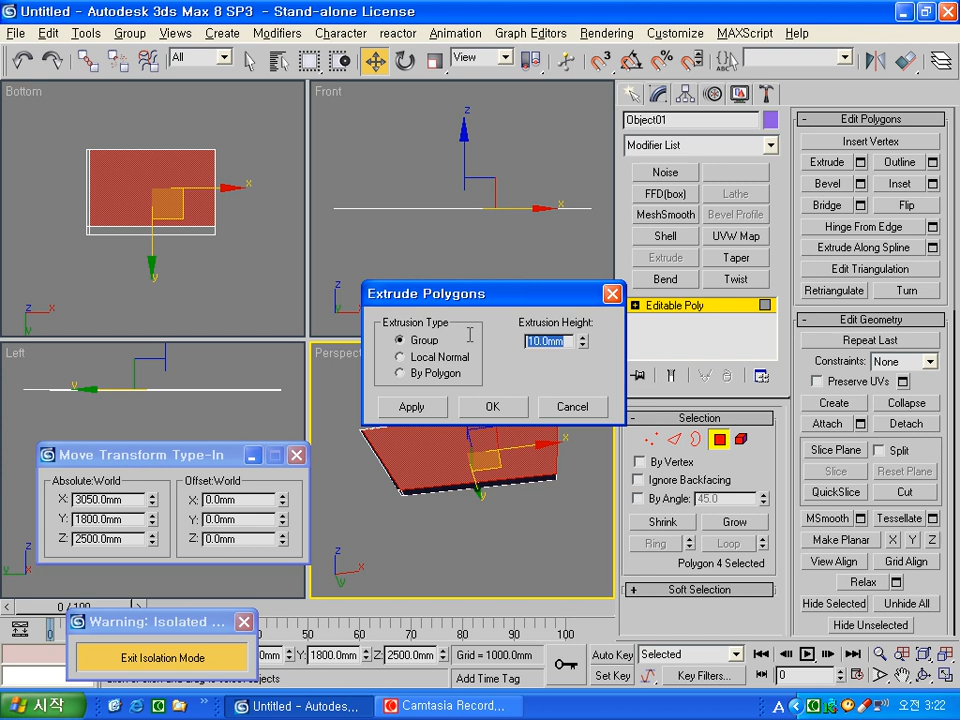 Untitled - Autodesk 3ds Max 8 SP3 - Stand-alone License
File Edit Tools Group Views Create Modifiers Character reactor Animation Graph Editors Rendering Customize MAXScript Help
All
View
Bottom
Front
Left
Perspec
z
x
y
Object01
Modifier List
Noise
FFD(box) Lathe
MeshSmooth Bevel Profile
Shell UVW Map
Extrude Taper
Bend Twist
Editable Poly
Selection
By Vertex
Ignore Backfacing
By Angle: 45.0
Shrink Grow
Ring Loop
Polygon 4 Selected
Soft Selection
Edit Polygons
Insert Vertex
Extrude Outline
Bevel Inset
Bridge Flip
Hinge From Edge
Extrude Along Spline
Edit Triangulation
Retriangulate Turn
Edit Geometry
Repeat Last
Constraints: None
Preserve UVs
Create Collapse
Attach Detach
Slice Plane Split
Slice Reset Plane
QuickSlice Cut
MSmooth Tessellate
Make Planar X Y Z
View Align Grid Align
Relax
Hide Selected Unhide All
Hide Unselected
Extrude Polygons
Extrusion Type
Group
Local Normal
By Polygon
Extrusion Height:
10.0mm
Apply OK Cancel
Move Transform Type-In
Absolute:World Offset:World
X: 3050.0mm X: 0.0mm
Y: 1800.0mm Y: 0.0mm
Z: 2500.0mm Z: 0.0mm
0 / 100
Warning: Isolated ...
Exit Isolation Mode
50 60 70 80 90 100
0mm Y: 1800.0mm Z: 2500.0mm Grid = 1000.0mm
Add Time Tag
Auto Key Selected
Set Key Key Filters... 0
시작
Untitled - Autodes...
Camtasia Record...
A
오전 3:22